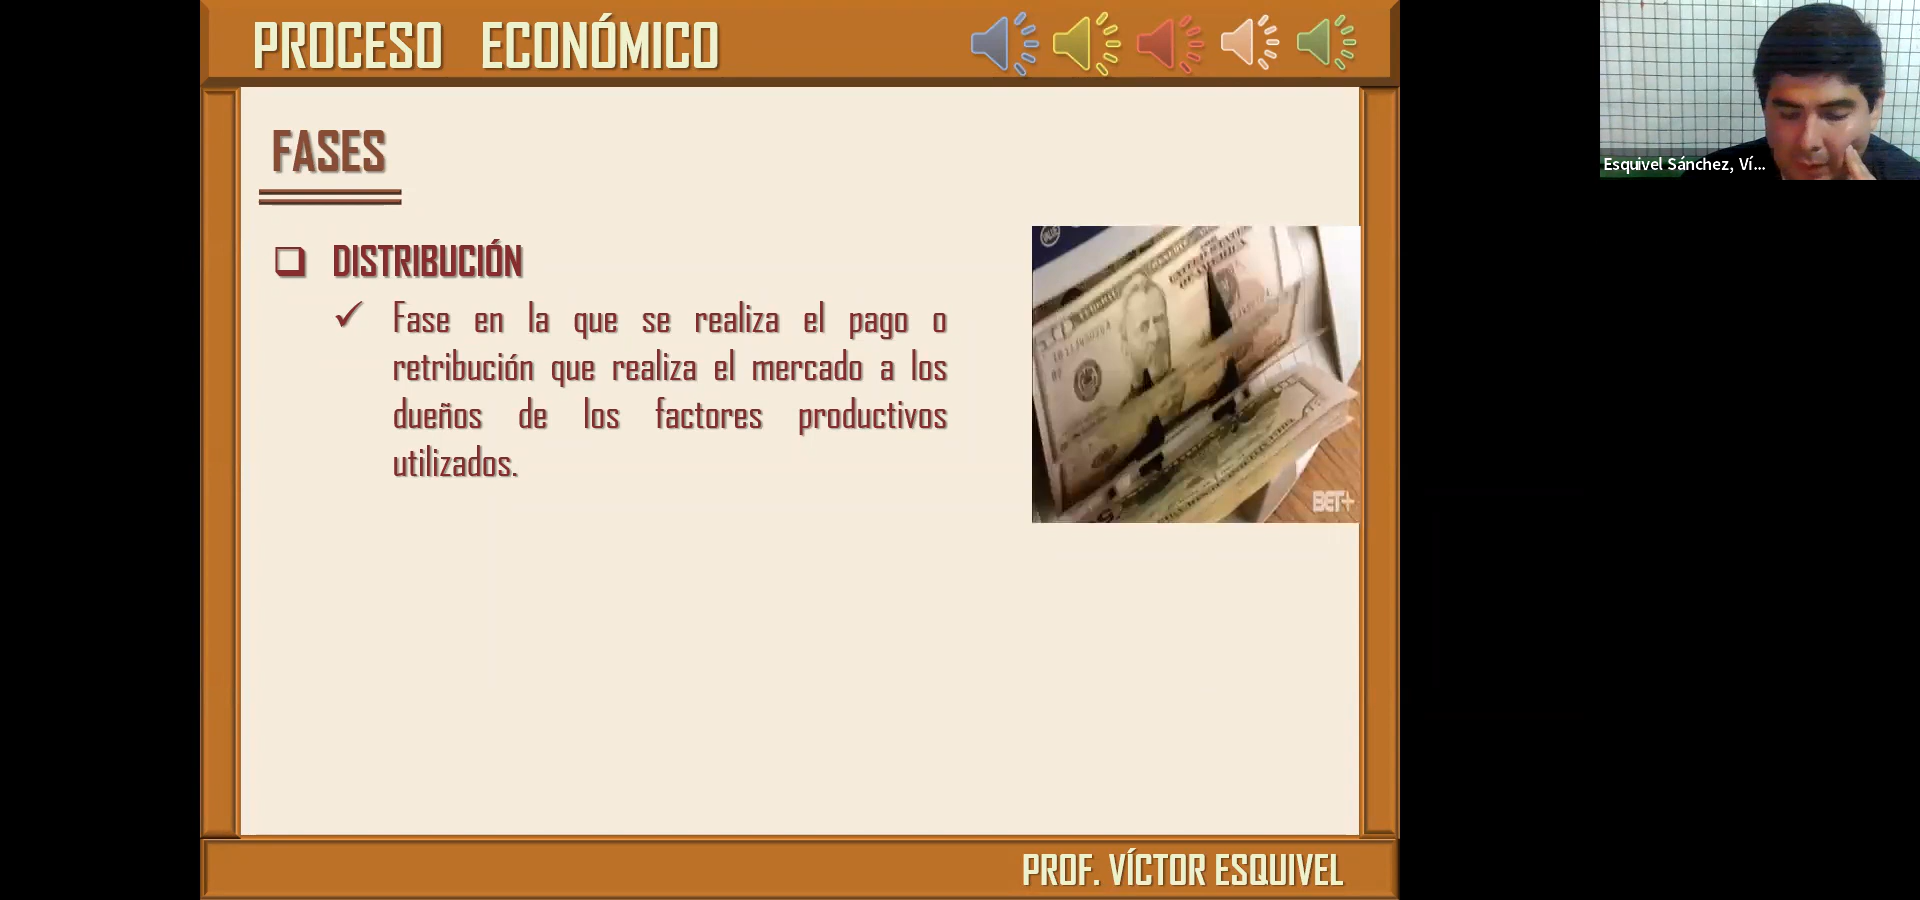 PROCESO ECONÓMICO
FASES
DISTRIBUCIÓN
Fase en la que se realiza el pago o
retribución que realiza el mercado a los
dueños de los factores productivos
utilizados.
BET+
PROF. VÍCTOR ESQUIVEL
Esquivel Sánchez, Ví...